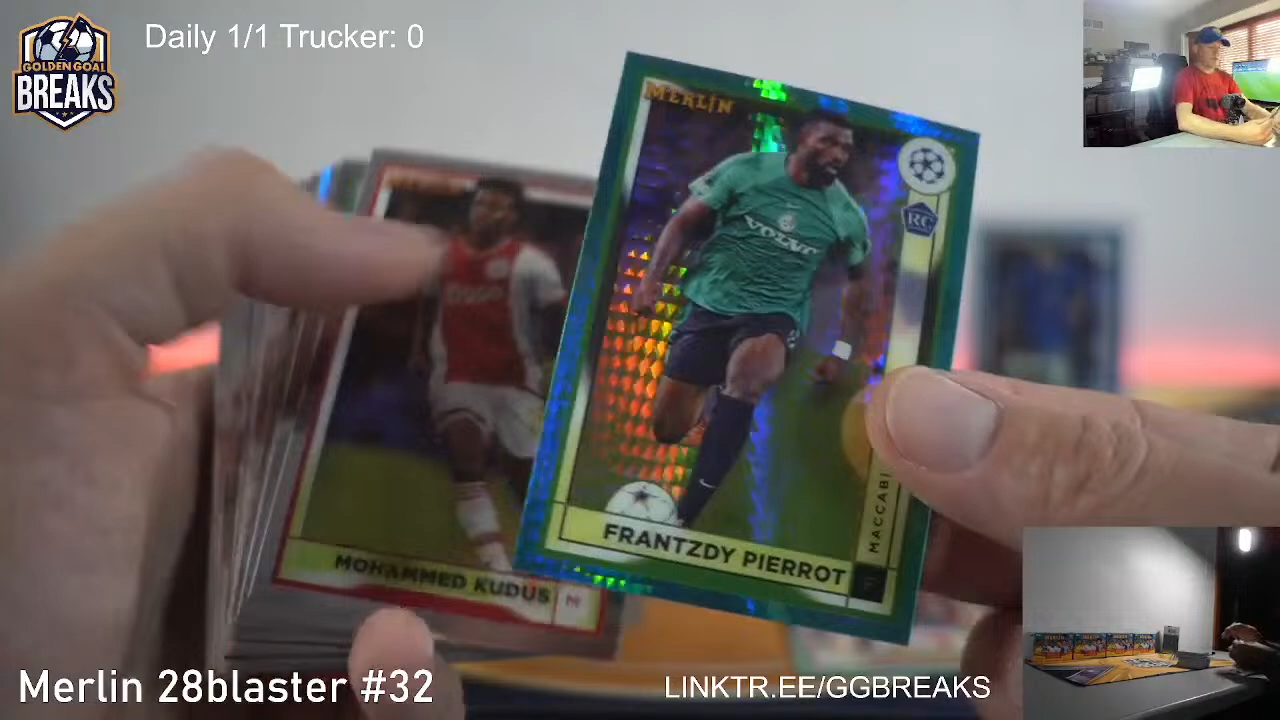 GOLDEN GOAL
BREAKS
Daily 1/1 Trucker: 0
MERLIN
RC
VOLVO
MACCABI
FRANTZDY PIERROT
MOHAMMED KUDUS
M
Merlin 28blaster #32
LINKTR.EE/GGBREAKS